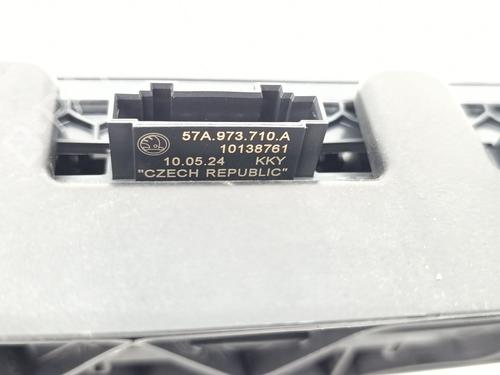 57A.973.710.A
10138761
10.05.24 KKY
"CZECH REPUBLIC"